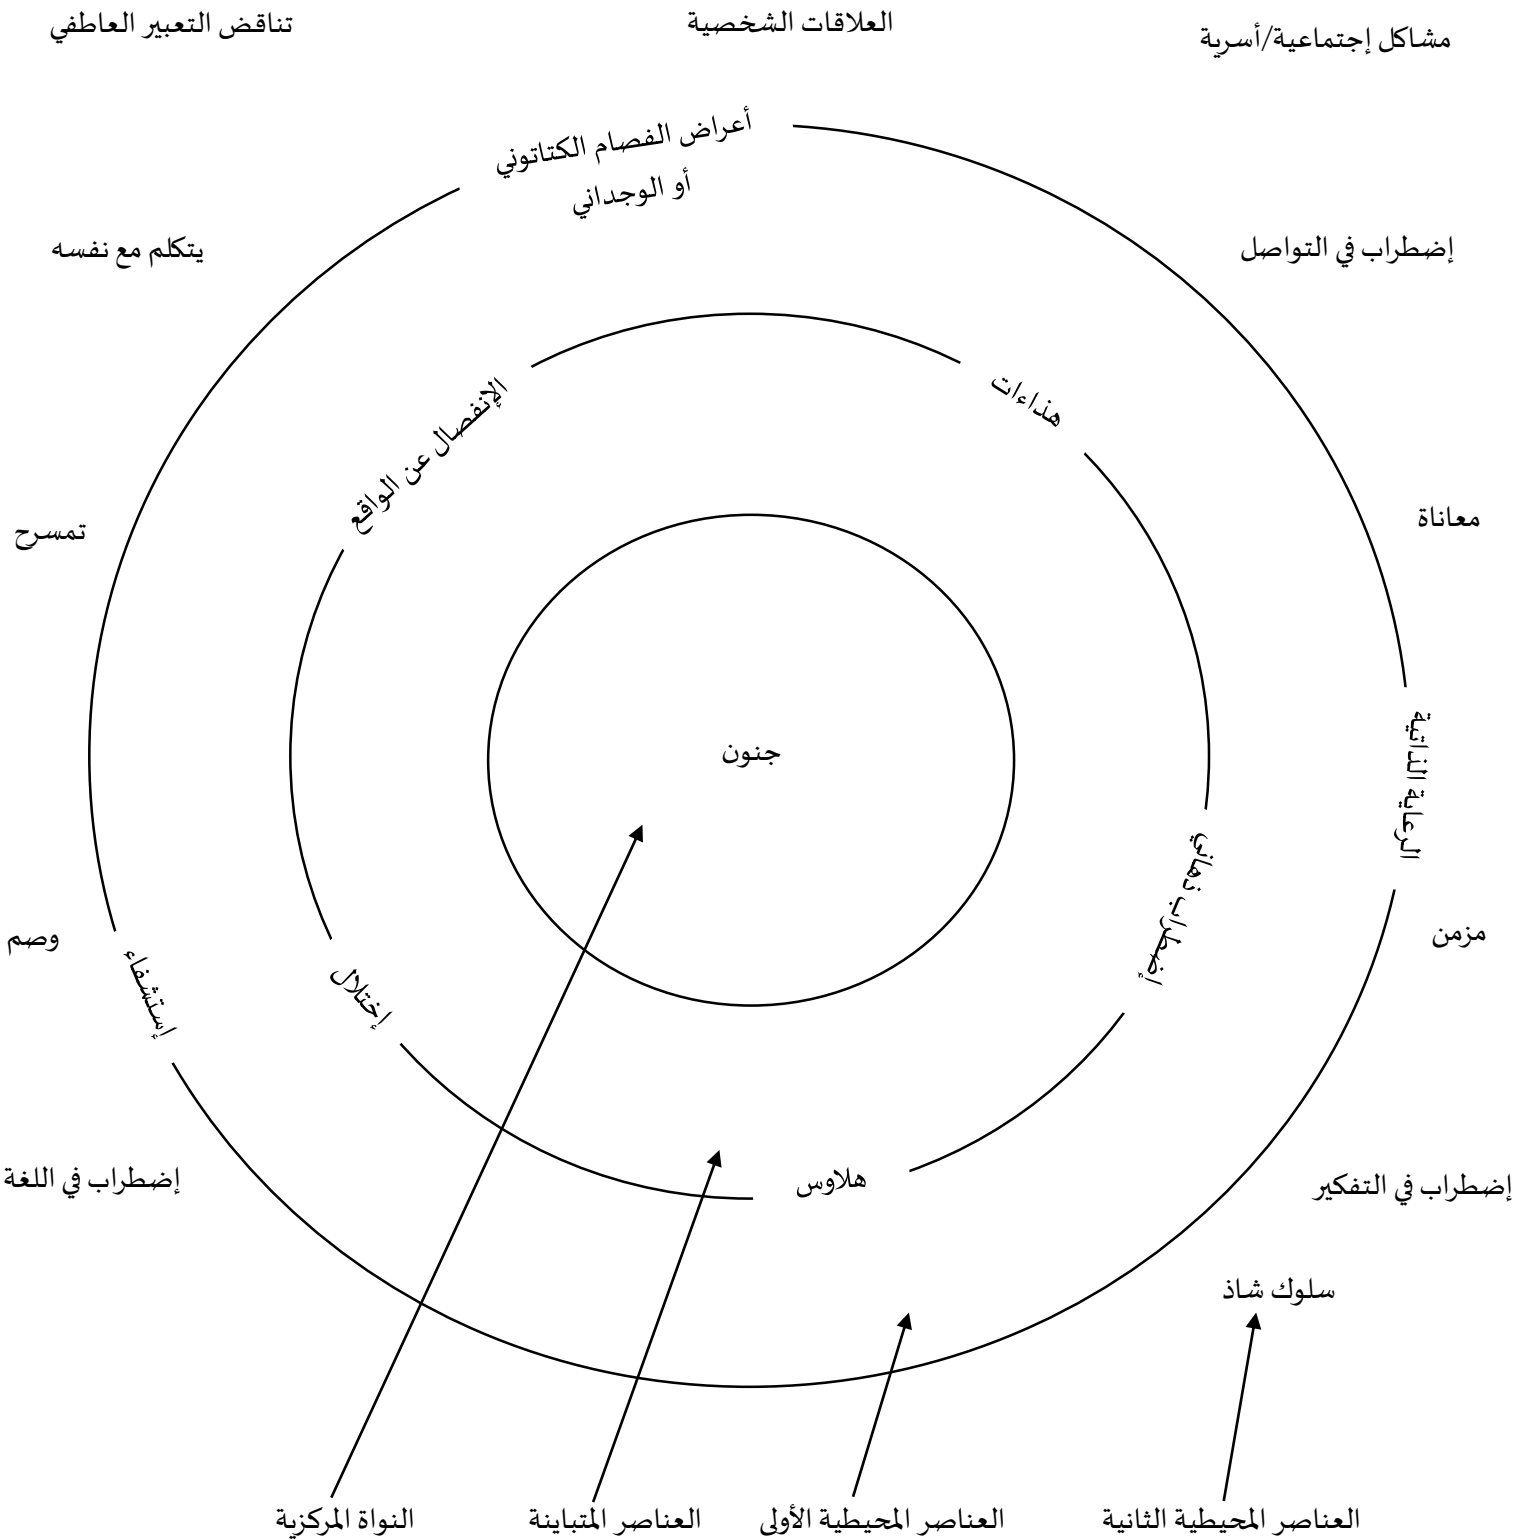 مشاكل إجتماعية/أسرية
العلاقات الشخصية
تناقض التعبير العاطفي
أعراض الفصام الكتاتوني
أو الوجداني
إضطراب في التواصل
يتكلم مع نفسه
هذاءات
الإنفصال عن الواقع
معاناة
تمسرح
جنون
الرعاية الذاتية
إضطراب ذهاني
مزمن
وصم
إختلال
إستشفاء
هلاوس
إضطراب في التفكير
إضطراب في اللغة
سلوك شاذ
العناصر المحيطية الثانية
العناصر المحيطية الأولى
العناصر المتباينة
النواة المركزية